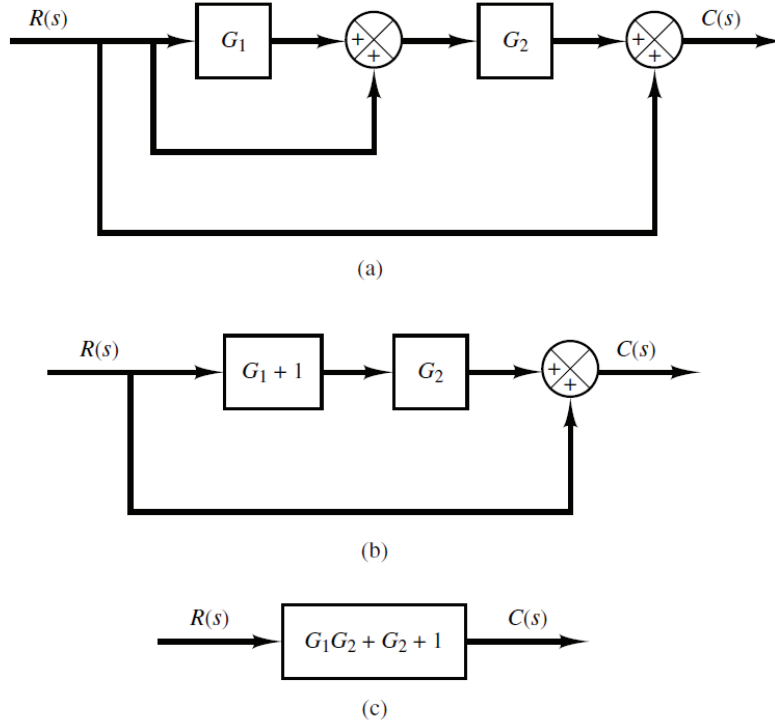 R(s) G₁ + + G₂ + + C(s)
(a)
R(s) G₁ + 1 G₂ + + C(s)
(b)
R(s) G₁G₂ + G₂ + 1 C(s)
(c)